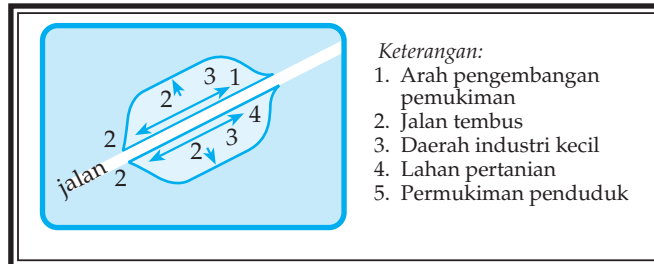 3 1
2
4
2
3
2
jalan 2
Keterangan:
1. Arah pengembangan
pemukiman
2. Jalan tembus
3. Daerah industri kecil
4. Lahan pertanian
5. Permukiman penduduk